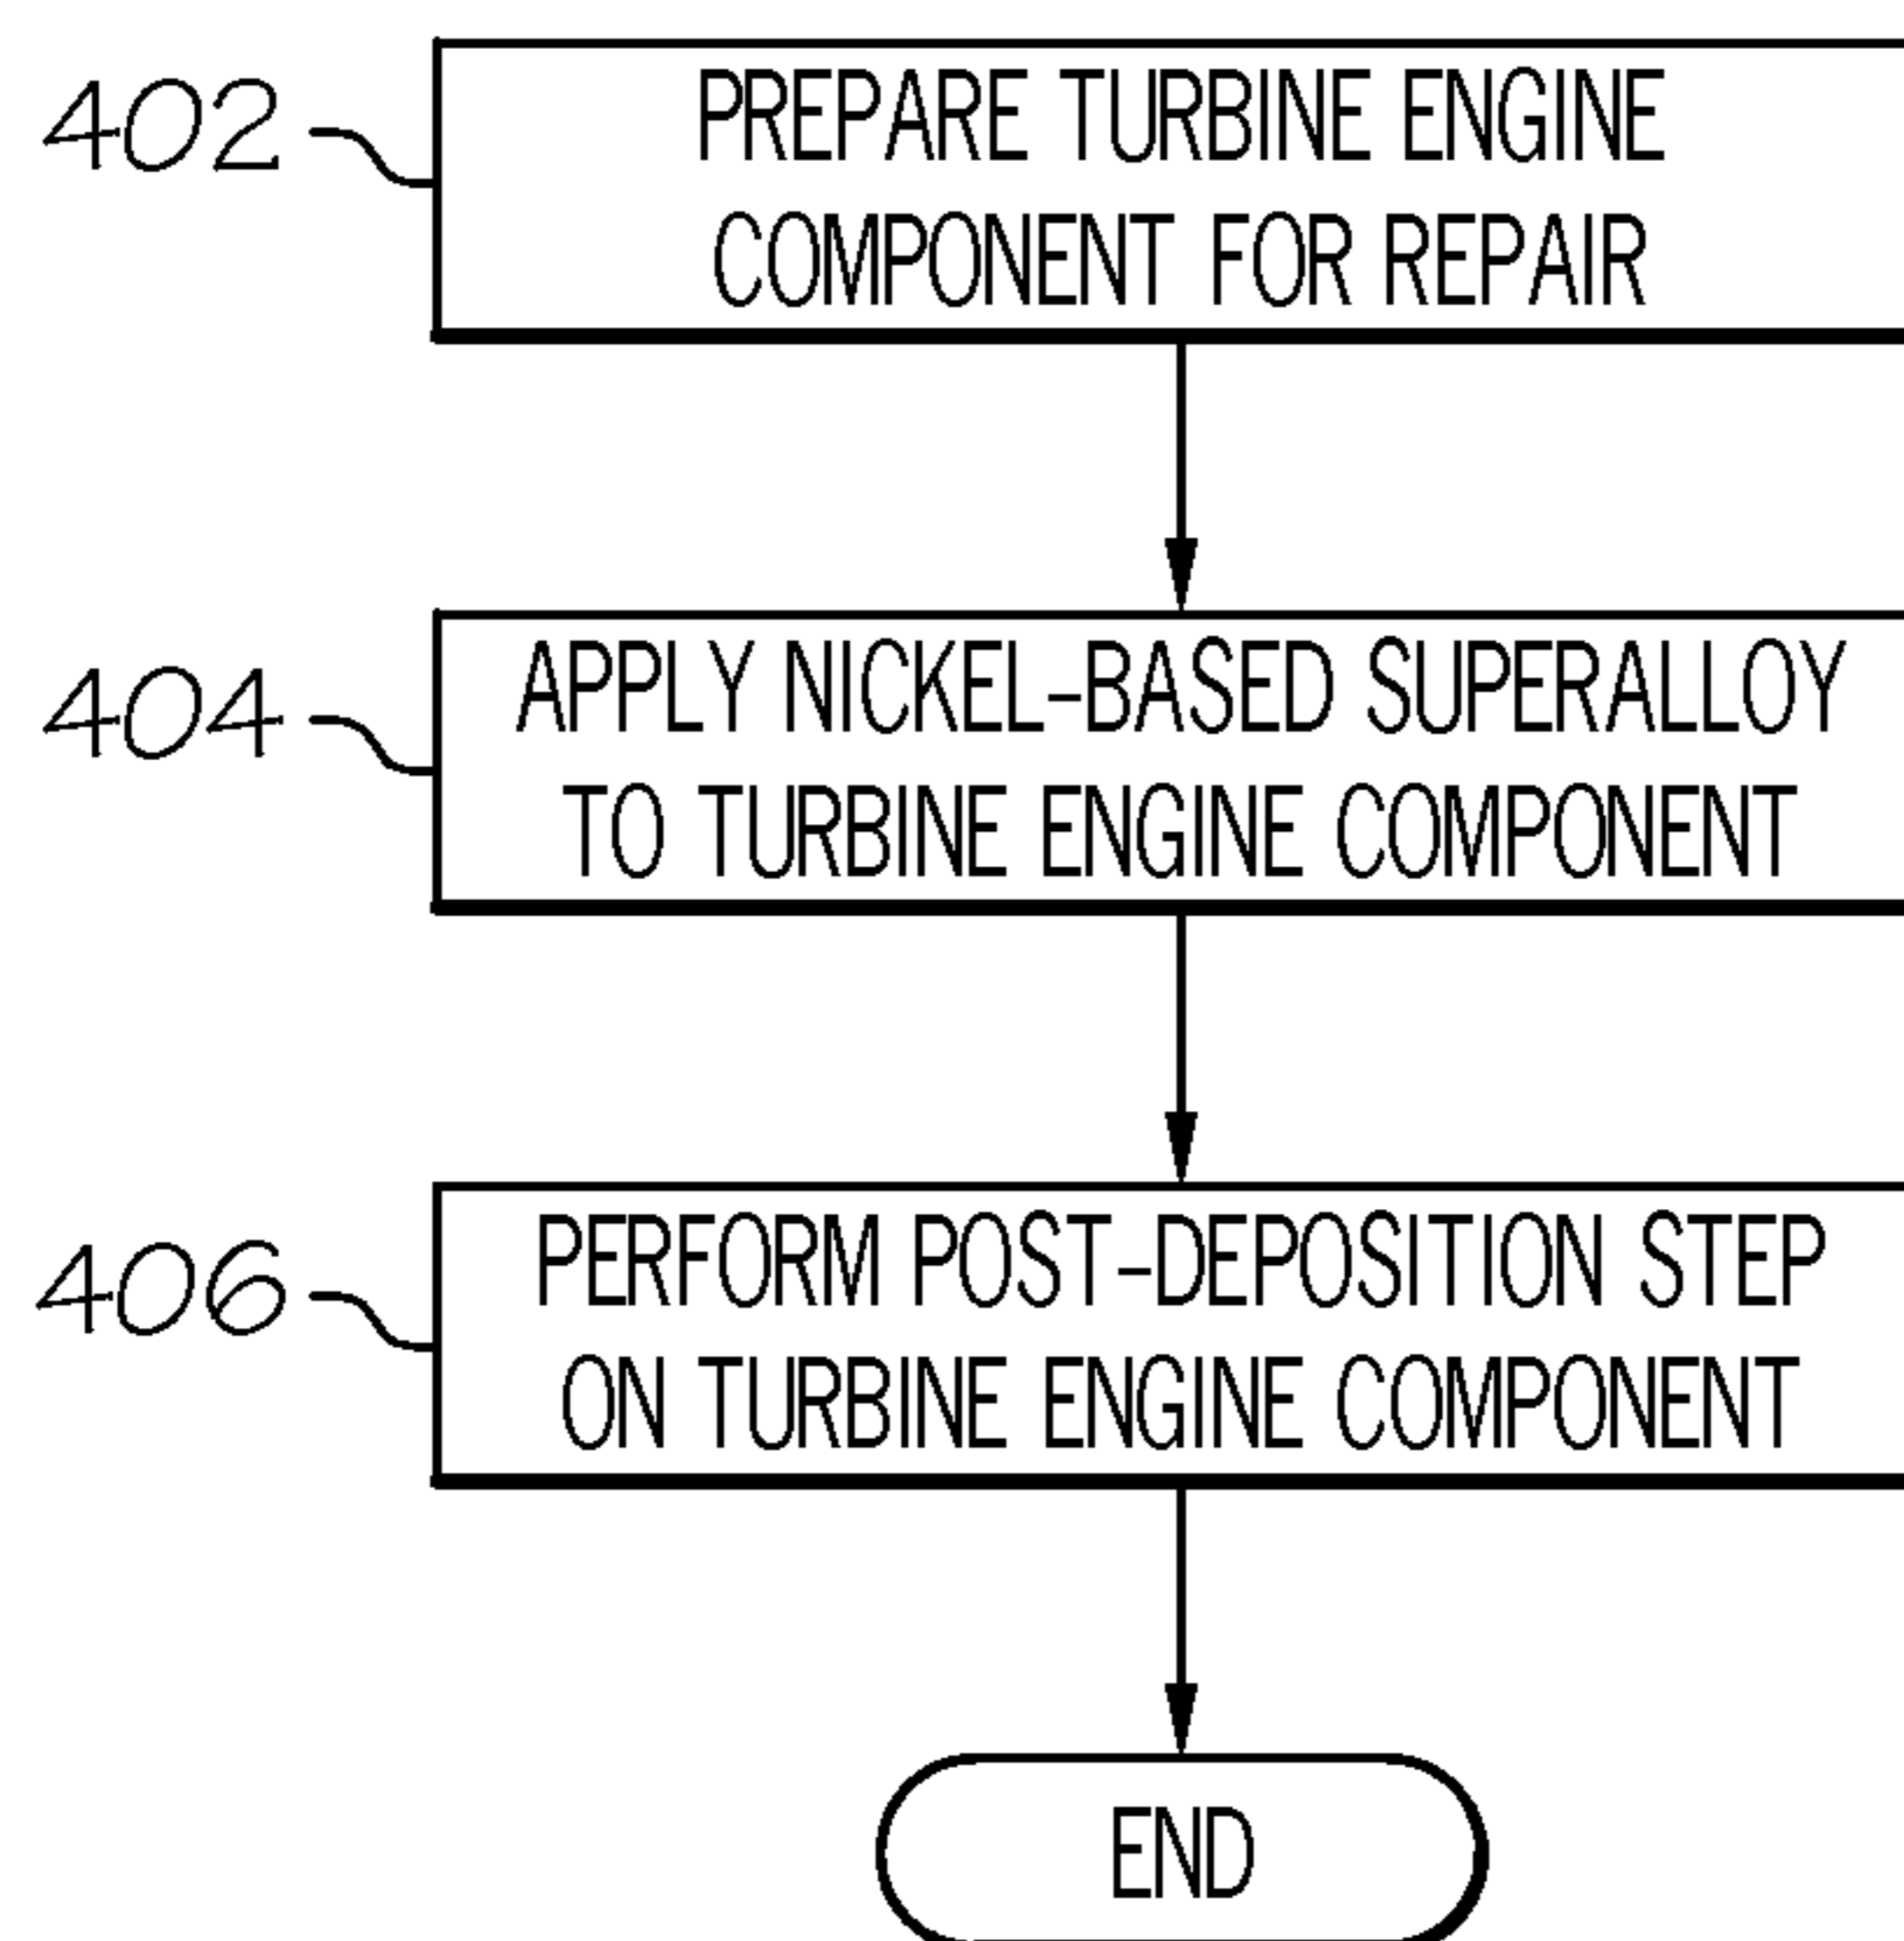 402
PREPARE TURBINE ENGINE
COMPONENT FOR REPAIR
404
APPLY NICKEL-BASED SUPERALLOY
TO TURBINE ENGINE COMPONENT
406
PERFORM POST-DEPOSITION STEP
ON TURBINE ENGINE COMPONENT
END